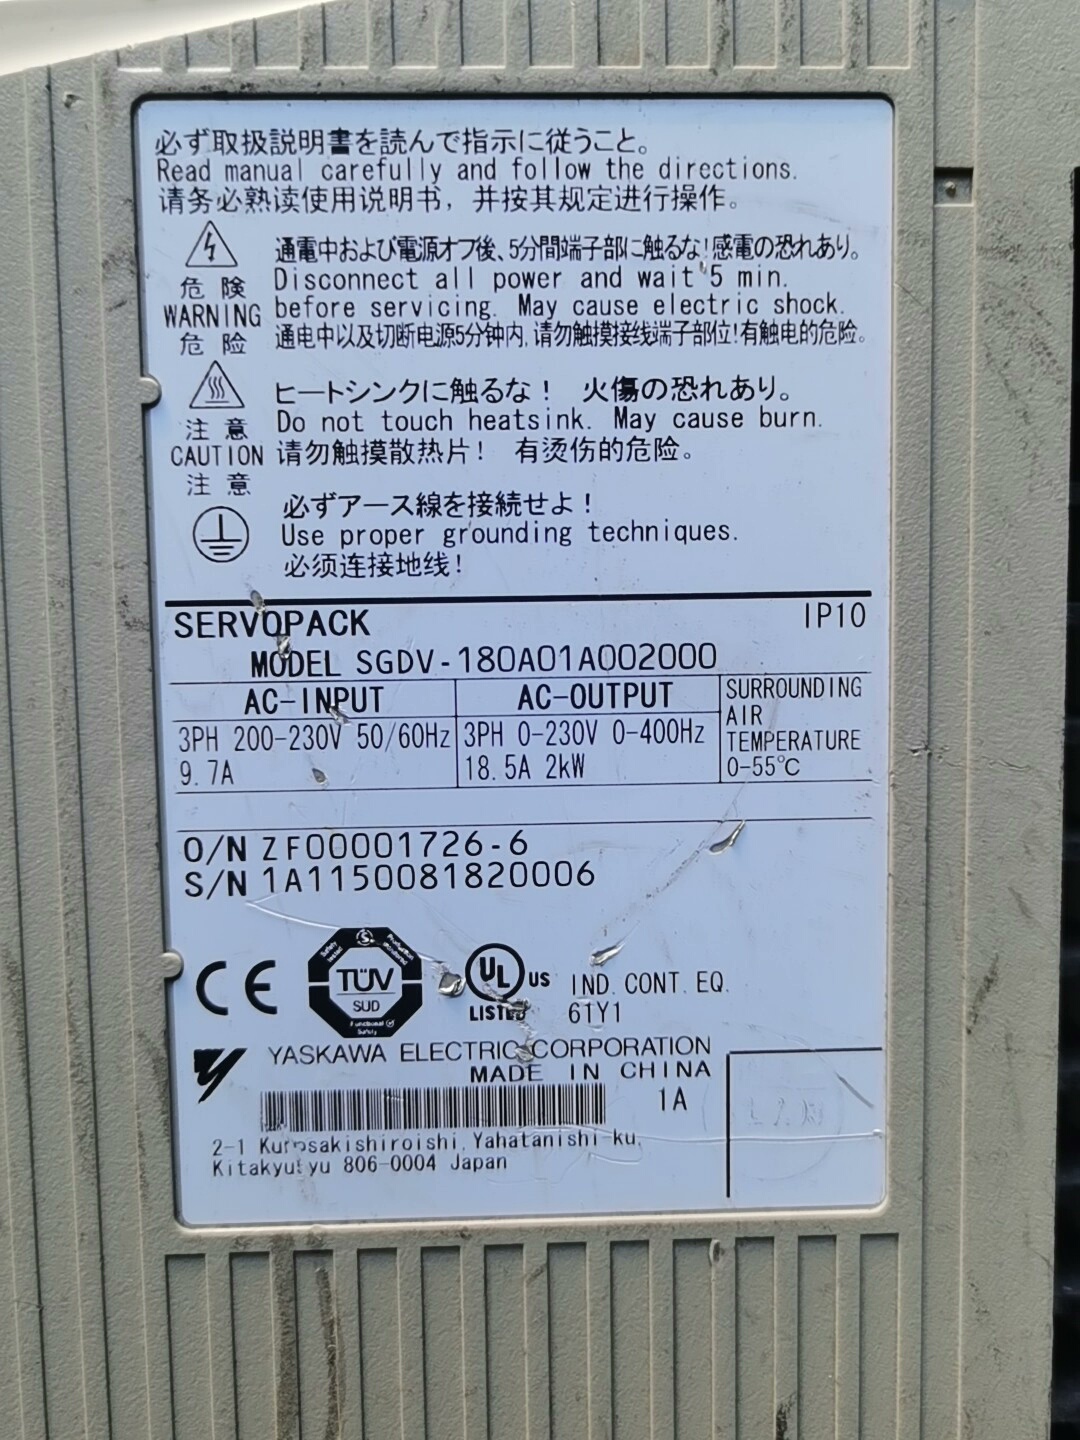 必ず取扱説明書を読んで指示に従うこと。
Read manual carefully and follow the directions.
请务必熟读使用说明书，并按其规定进行操作。
危険
WARNING
危险
通電中および電源オフ後、5分間端子部に触るな！感電の恐れあり。
Disconnect all power and wait 5 min.
before servicing. May cause electric shock.
通电中以及切断电源5分钟内，请勿触摸接线端子部位！有触电的危险。
注意
CAUTION
注意
ヒートシンクに触るな！ 火傷の恐れあり。
Do not touch heatsink. May cause burn.
请勿触摸散热片！ 有烫伤的危险。
必ずアース線を接続せよ！
Use proper grounding techniques.
必须连接地线！
SERVOPACK IP10
MODEL SGDV-180A01A002000
AC-INPUT
3PH 200-230V 50/60Hz
9.7A
AC-OUTPUT
3PH 0-230V 0-400Hz
18.5A 2kW
SURROUNDING
AIR
TEMPERATURE
0-55℃
O/N ZF00001726-6
S/N 1A1150081820006
CE
Safety tested
Production monitored
TÜV
SÜD
Functional Safety
UL US
LISTED
IND. CONT. EQ.
61Y1
YASKAWA ELECTRIC CORPORATION
MADE IN CHINA
1A
2-1 Kurosakishiroishi, Yahatanishi-ku,
Kitakyusyu 806-0004 Japan